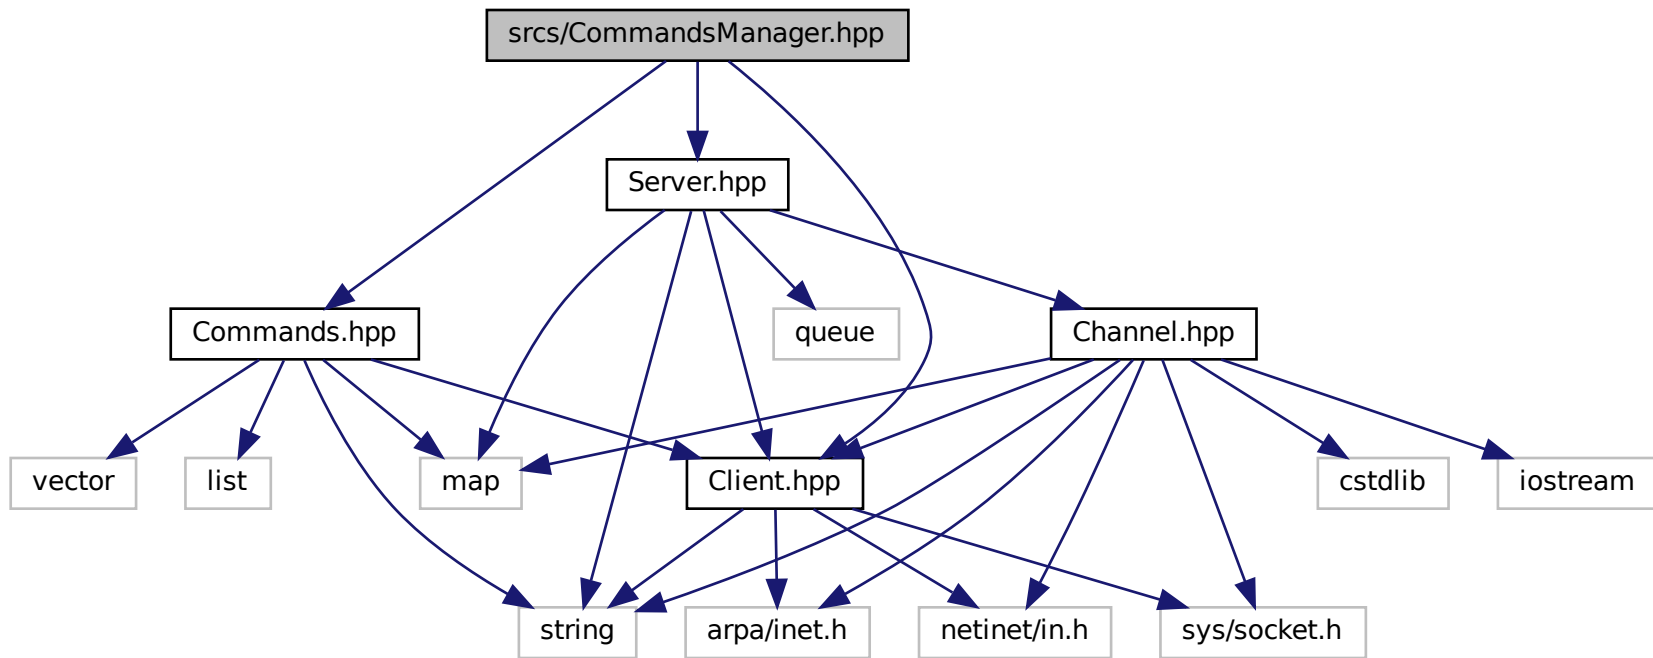 srcs/CommandsManager.hpp
Server.hpp
Commands.hpp
queue
Channel.hpp
vector
list
map
Client.hpp
cstdlib
iostream
string
arpa/inet.h
netinet/in.h
sys/socket.h